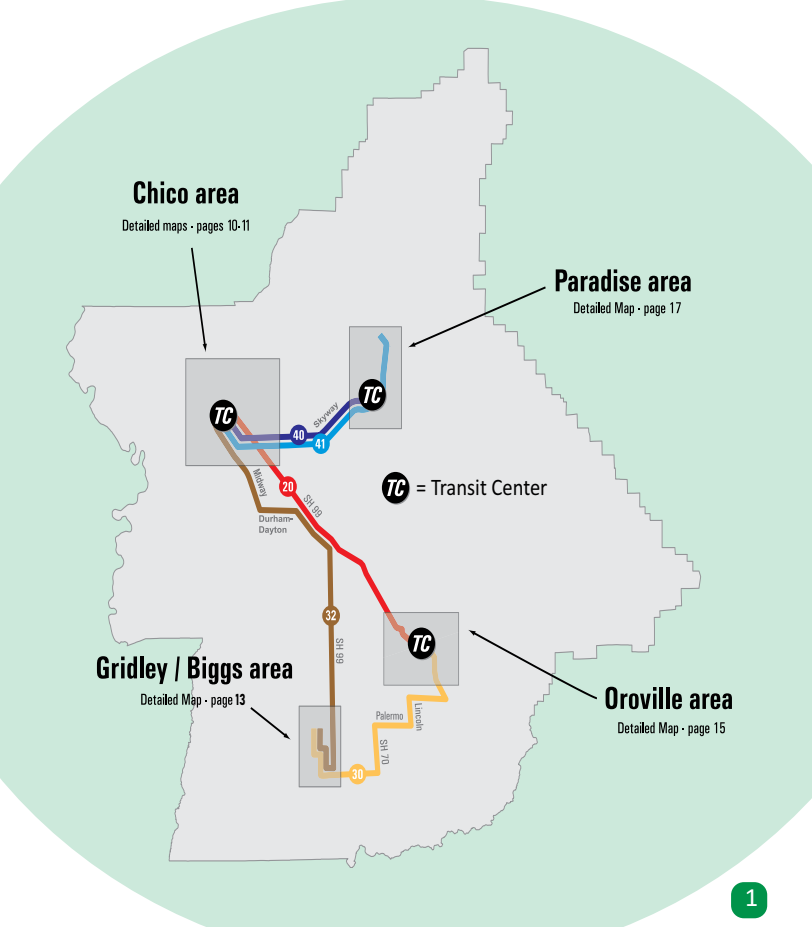 Chico area
Detailed maps - pages 10-11
Paradise area
Detailed Map - page 17
TC
TC
Skyway
40
41
TC = Transit Center
20
Midway
SH 99
Durham-
Dayton
32
SH 99
TC
Gridley / Biggs area
Detailed Map - page 13
Oroville area
Detailed Map - page 15
Palermo
Lincoln
SH 70
30
1